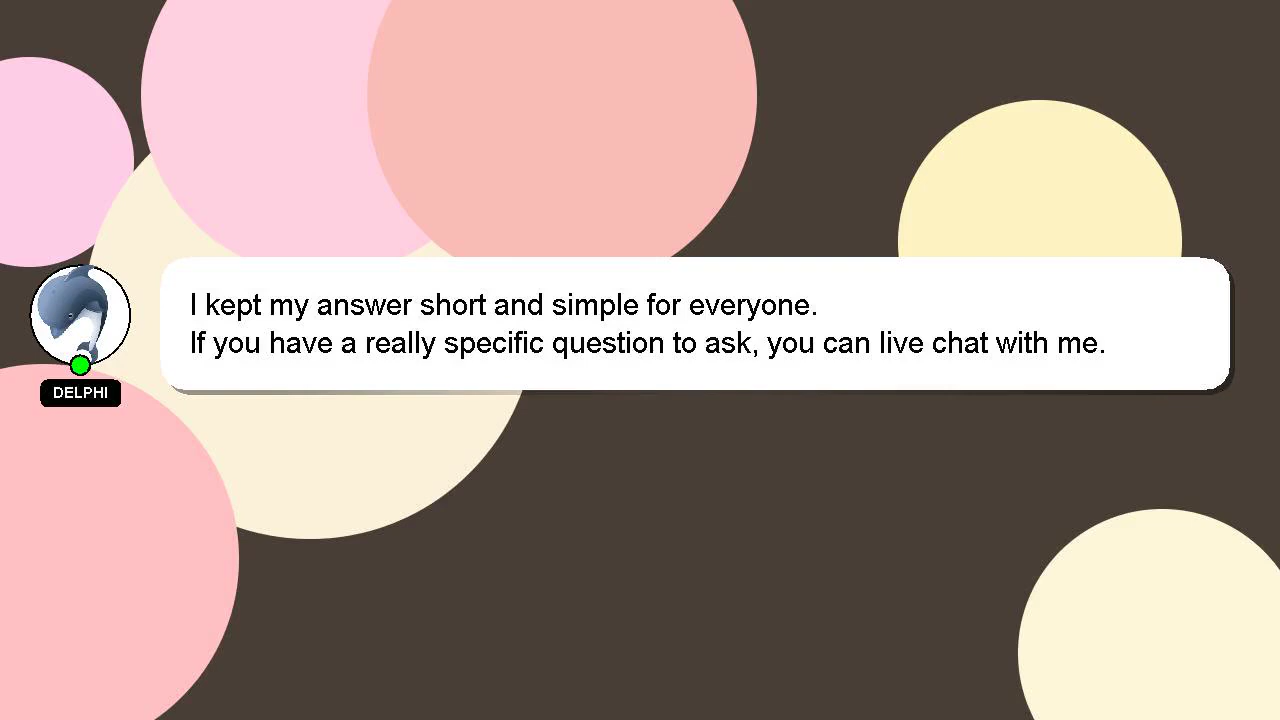 I kept my answer short and simple for everyone.
If you have a really specific question to ask, you can live chat with me.
DELPHI